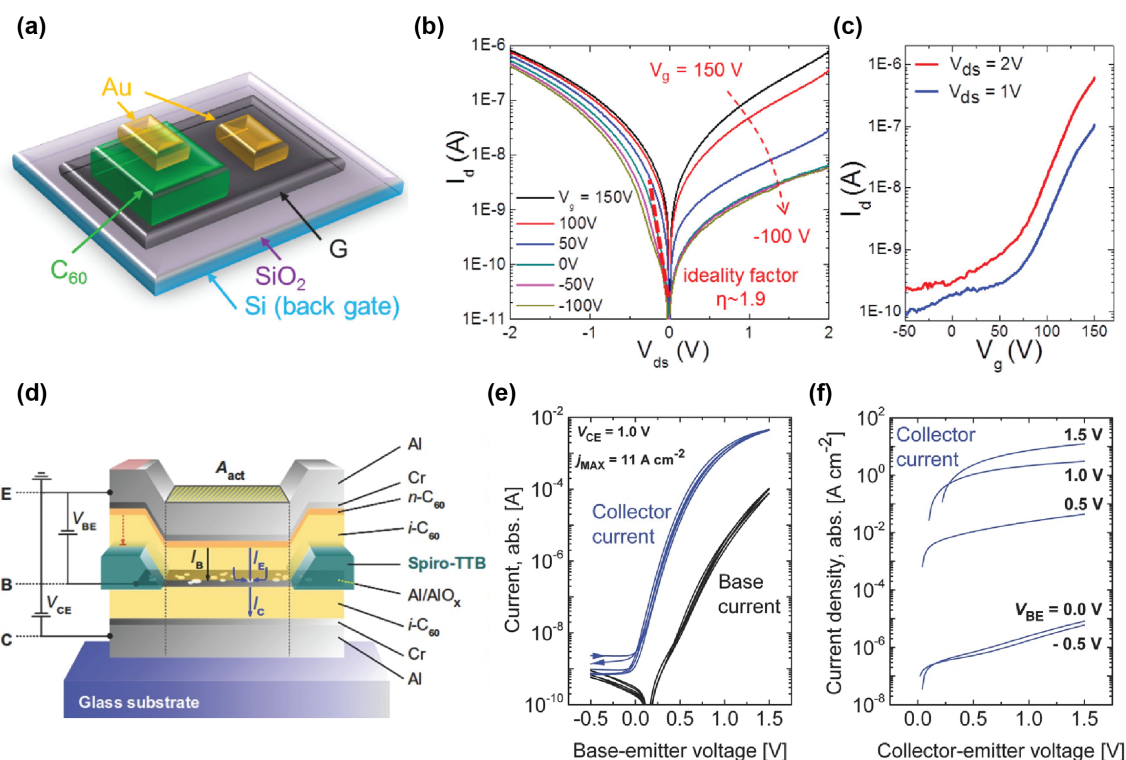 (a)
Au
C60
G
SiO2
Si (back gate)
(b)
1E-6
1E-7
1E-8
1E-9
1E-10
1E-11
Id (A)
Vg = 150 V
-100 V
Vg = 150V
100V
50V
0V
-50V
-100V
ideality factor
η~1.9
-2
-1
0
1
2
Vds (V)
(c)
1E-6
1E-7
1E-8
1E-9
1E-10
Id (A)
Vds = 2V
Vds = 1V
-50
0
50
100
150
Vg (V)
(d)
E
B
C
VBE
VCE
Aact
IB
IE
IC
Al
Cr
n-C60
i-C60
Spiro-TTB
Al/AlOx
i-C60
Cr
Al
Glass substrate
(e)
10-2
10-4
10-6
10-8
10-10
Current, abs. [A]
VCE = 1.0 V
jMAX = 11 A cm-2
Collector
current
Base
current
-0.5
0.0
0.5
1.0
1.5
Base-emitter voltage [V]
(f)
102
100
10-2
10-4
10-6
10-8
Current density, abs. [A cm-2]
Collector
current
1.5 V
1.0 V
0.5 V
VBE = 0.0 V
- 0.5 V
0.0
0.5
1.0
1.5
Collector-emitter voltage [V]